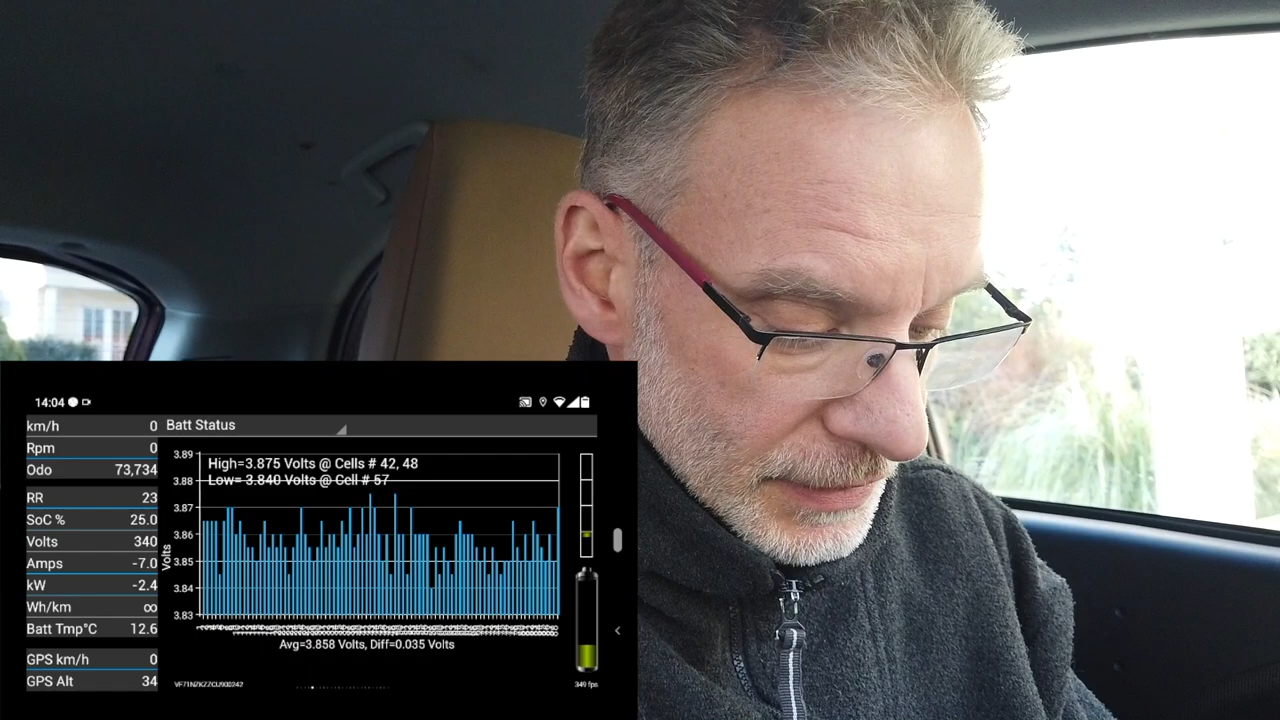 14:04
km/h 0
Rpm 0
Odo 73,734
RR 23
SoC % 25.0
Volts 340
Amps -7.0
kW -2.4
Wh/km ∞
Batt Tmp°C 12.6
GPS km/h 0
GPS Alt 34
Batt Status
High=3.875 Volts @ Cells # 42, 48
Low= 3.840 Volts @ Cell # 57
3.89
3.88
3.87
3.86
3.85
3.84
3.83
Volts
Avg=3.858 Volts, Diff=0.035 Volts
349 fps